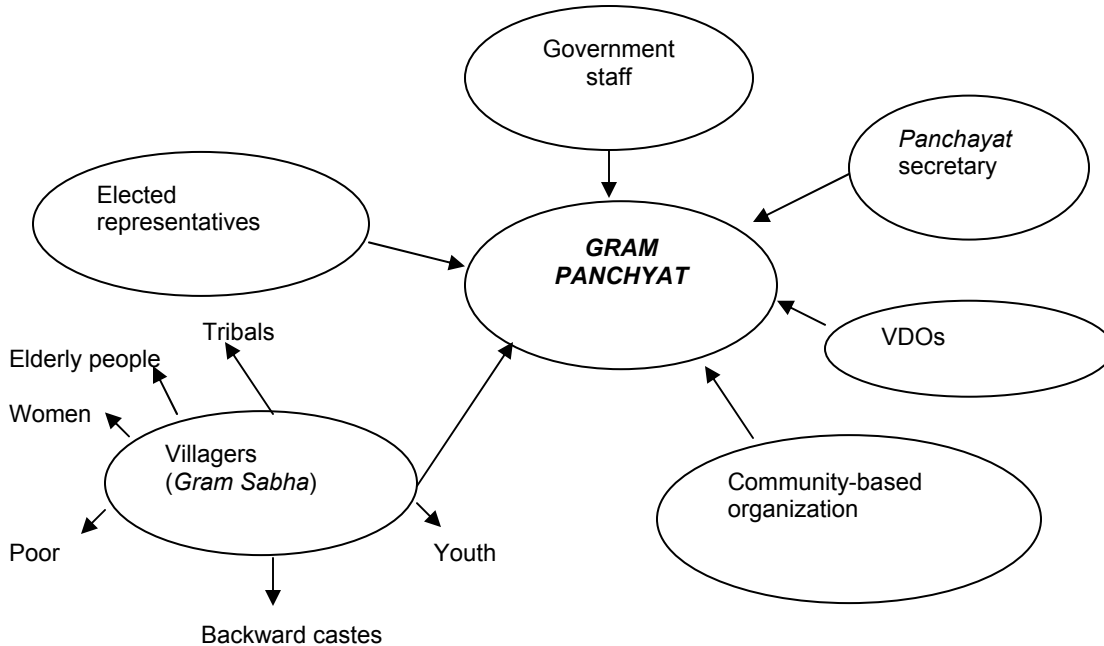 Government
staff
Panchayat
secretary
Elected
representatives
GRAM
PANCHYAT
Tribals
VDOs
Elderly people
Women
Villagers
(Gram Sabha)
Community-based
organization
Poor
Youth
Backward castes